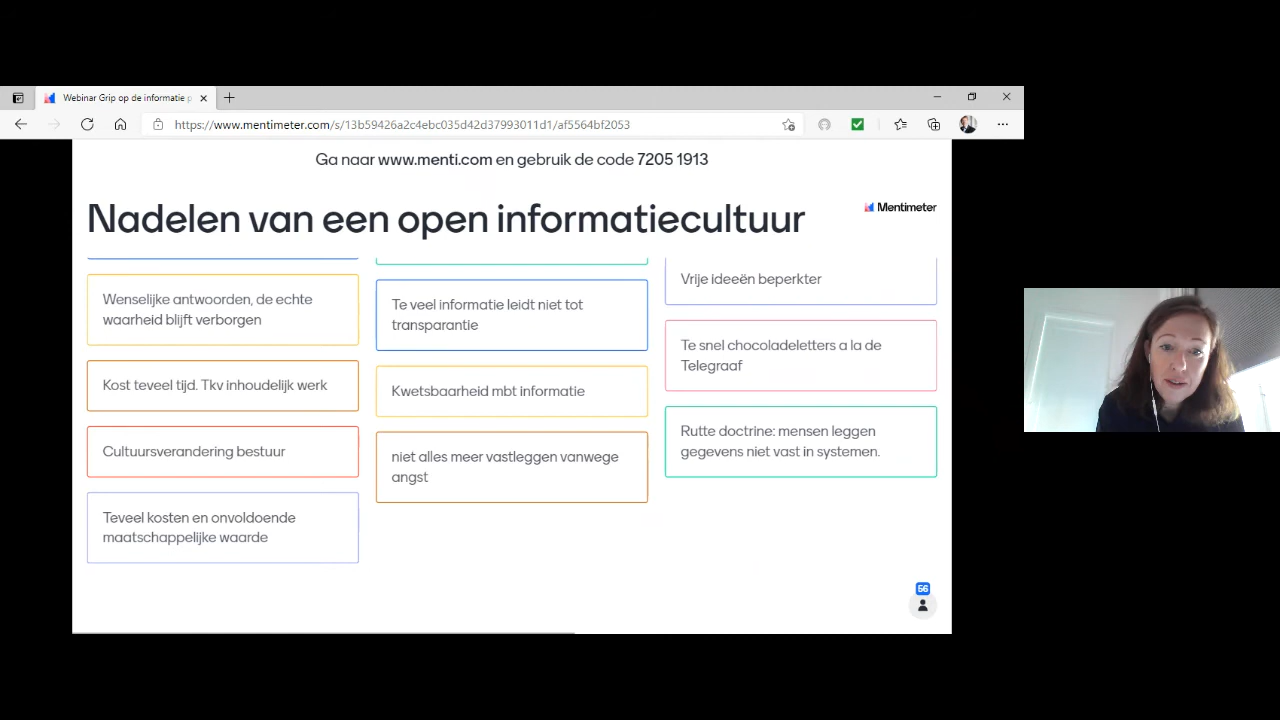 Webinar Grip op de informatie p
https://www.mentimeter.com/s/13b59426a2c4ebc035d42d37993011d1/af5564bf2053
Ga naar www.menti.com en gebruik de code 7205 1913
Nadelen van een open informatiecultuur
Mentimeter
Wenselijke antwoorden, de echte
waarheid blijft verborgen
Kost teveel tijd. Tkv inhoudelijk werk
Cultuursverandering bestuur
Teveel kosten en onvoldoende
maatschappelijke waarde
Te veel informatie leidt niet tot
transparantie
Kwetsbaarheid mbt informatie
niet alles meer vastleggen vanwege
angst
Vrije ideeën beperkter
Te snel chocoladeletters a la de
Telegraaf
Rutte doctrine: mensen leggen
gegevens niet vast in systemen.
56